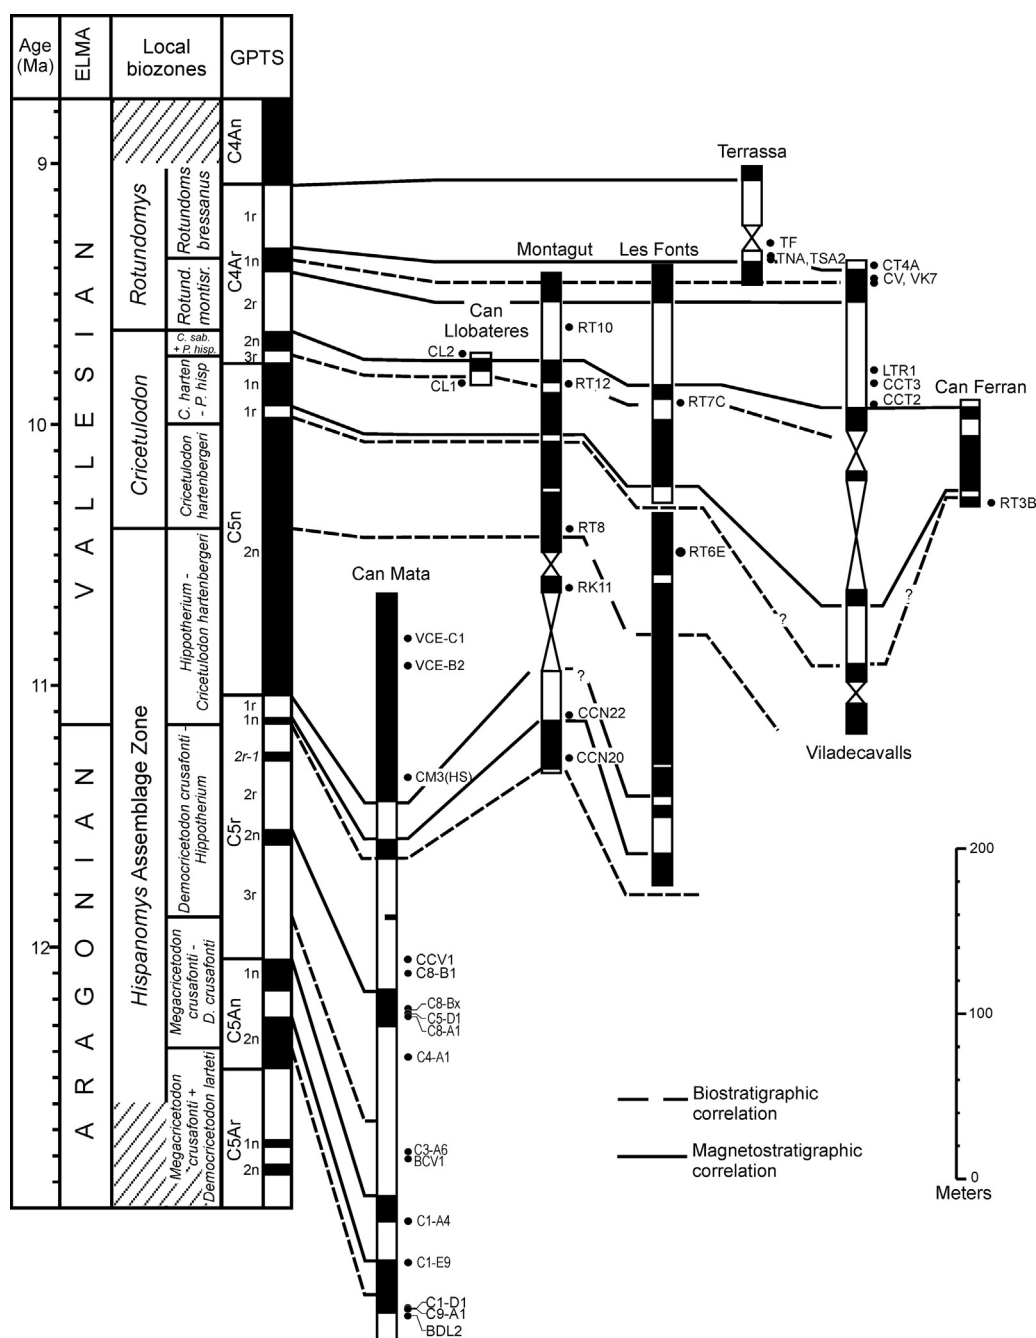 Age
(Ma)
ELMA
Local
biozones
GPTS
9
10
11
12
VALLESIAN
ARAGONIAN
Rotundomys
Cricetulodon
Hispanomys Assemblage Zone
Rotundoms
bressanus
Rotund.
montisr.
C. sab.
+ P. hisp.
C. harten
- P. hisp
Cricetulodon
hartenbergeri
Hippotherium -
Cricetulodon hartenbergeri
Democricetodon crusafonti -
Hippotherium
Megacricetodon
crusafonti -
D. crusafonti
Megacricetodon
crusafonti +
Democricetodon larteti
C4An
C4Ar
C5n
C5r
C5An
C5Ar
1r
1n
2r
2n
3r
1n
1r
2n
1r
1n
2r-1
2r
2n
3r
1n
2n
1n
2n
Terrassa
TF
TNA,TSA2
Montagut
RT10
RT12
RT8
RK11
CCN22
CCN20
Les Fonts
RT7C
RT6E
Can
Llobateres
CL2
CL1
CT4A
CV, VK7
LTR1
CCT3
CCT2
Viladecavalls
Can Ferran
RT3B
?
?
?
Can Mata
VCE-C1
VCE-B2
CM3(HS)
CCV1
C8-B1
C8-Bx
C5-D1
C8-A1
C4-A1
C3-A6
BCV1
C1-A4
C1-E9
C1-D1
C9-A1
BDL2
Biostratigraphic
correlation
Magnetostratigraphic
correlation
200
100
0
Meters